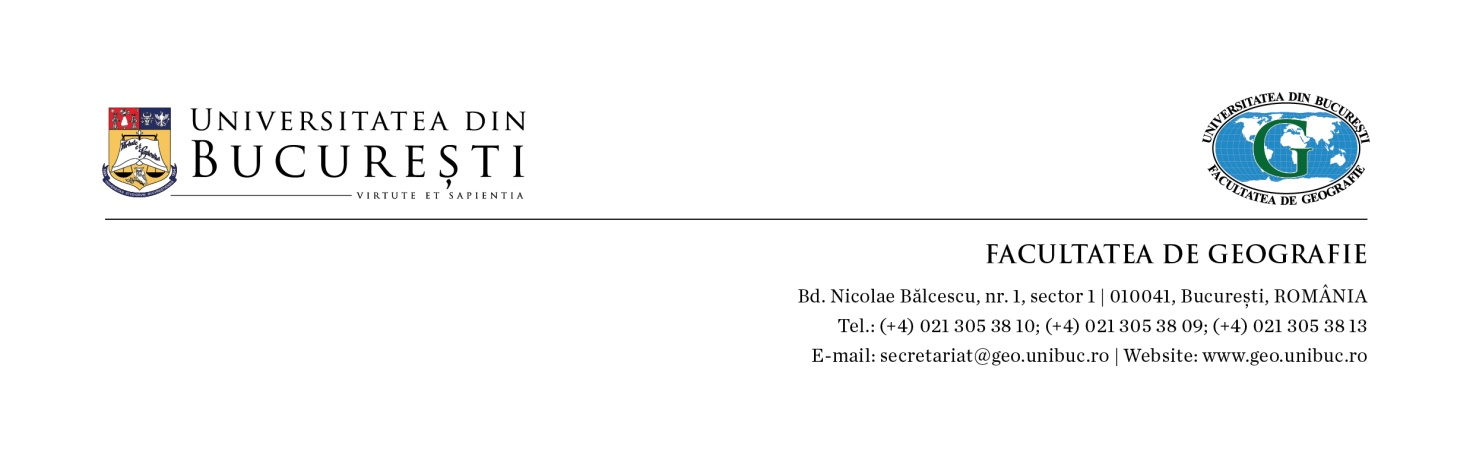 UNIVERSITATEA DIN
BUCUREȘTI
VIRTUTE ET SAPIENTIA
UNIVERSITATEA DIN BUCUREȘTI
G
FACULTATEA DE GEOGRAFIE
FACULTATEA DE GEOGRAFIE
Bd. Nicolae Bălcescu, nr. 1, sector 1 | 010041, București, ROMÂNIA
Tel.: (+4) 021 305 38 10; (+4) 021 305 38 09; (+4) 021 305 38 13
E-mail: secretariat@geo.unibuc.ro | Website: www.geo.unibuc.ro